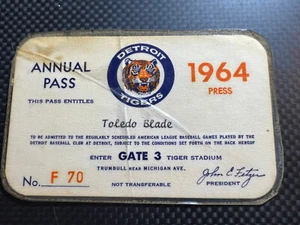 ANNUAL
PASS
DETROIT
TIGERS
1964
PRESS
THIS PASS ENTITLES
Toledo Blade
TO BE ADMITTED TO THE REGULARLY SCHEDULED AMERICAN LEAGUE BASEBALL GAMES PLAYED BY THE
DETROIT BASEBALL CLUB AT DETROIT, SUBJECT TO THE CONDITIONS SET FORTH ON THE BACK HEREOF
ENTER GATE 3 TIGER STADIUM
TRUMBULL NEAR MICHIGAN AVE.
No. F 70
NOT TRANSFERABLE
John E. Fetzer
PRESIDENT